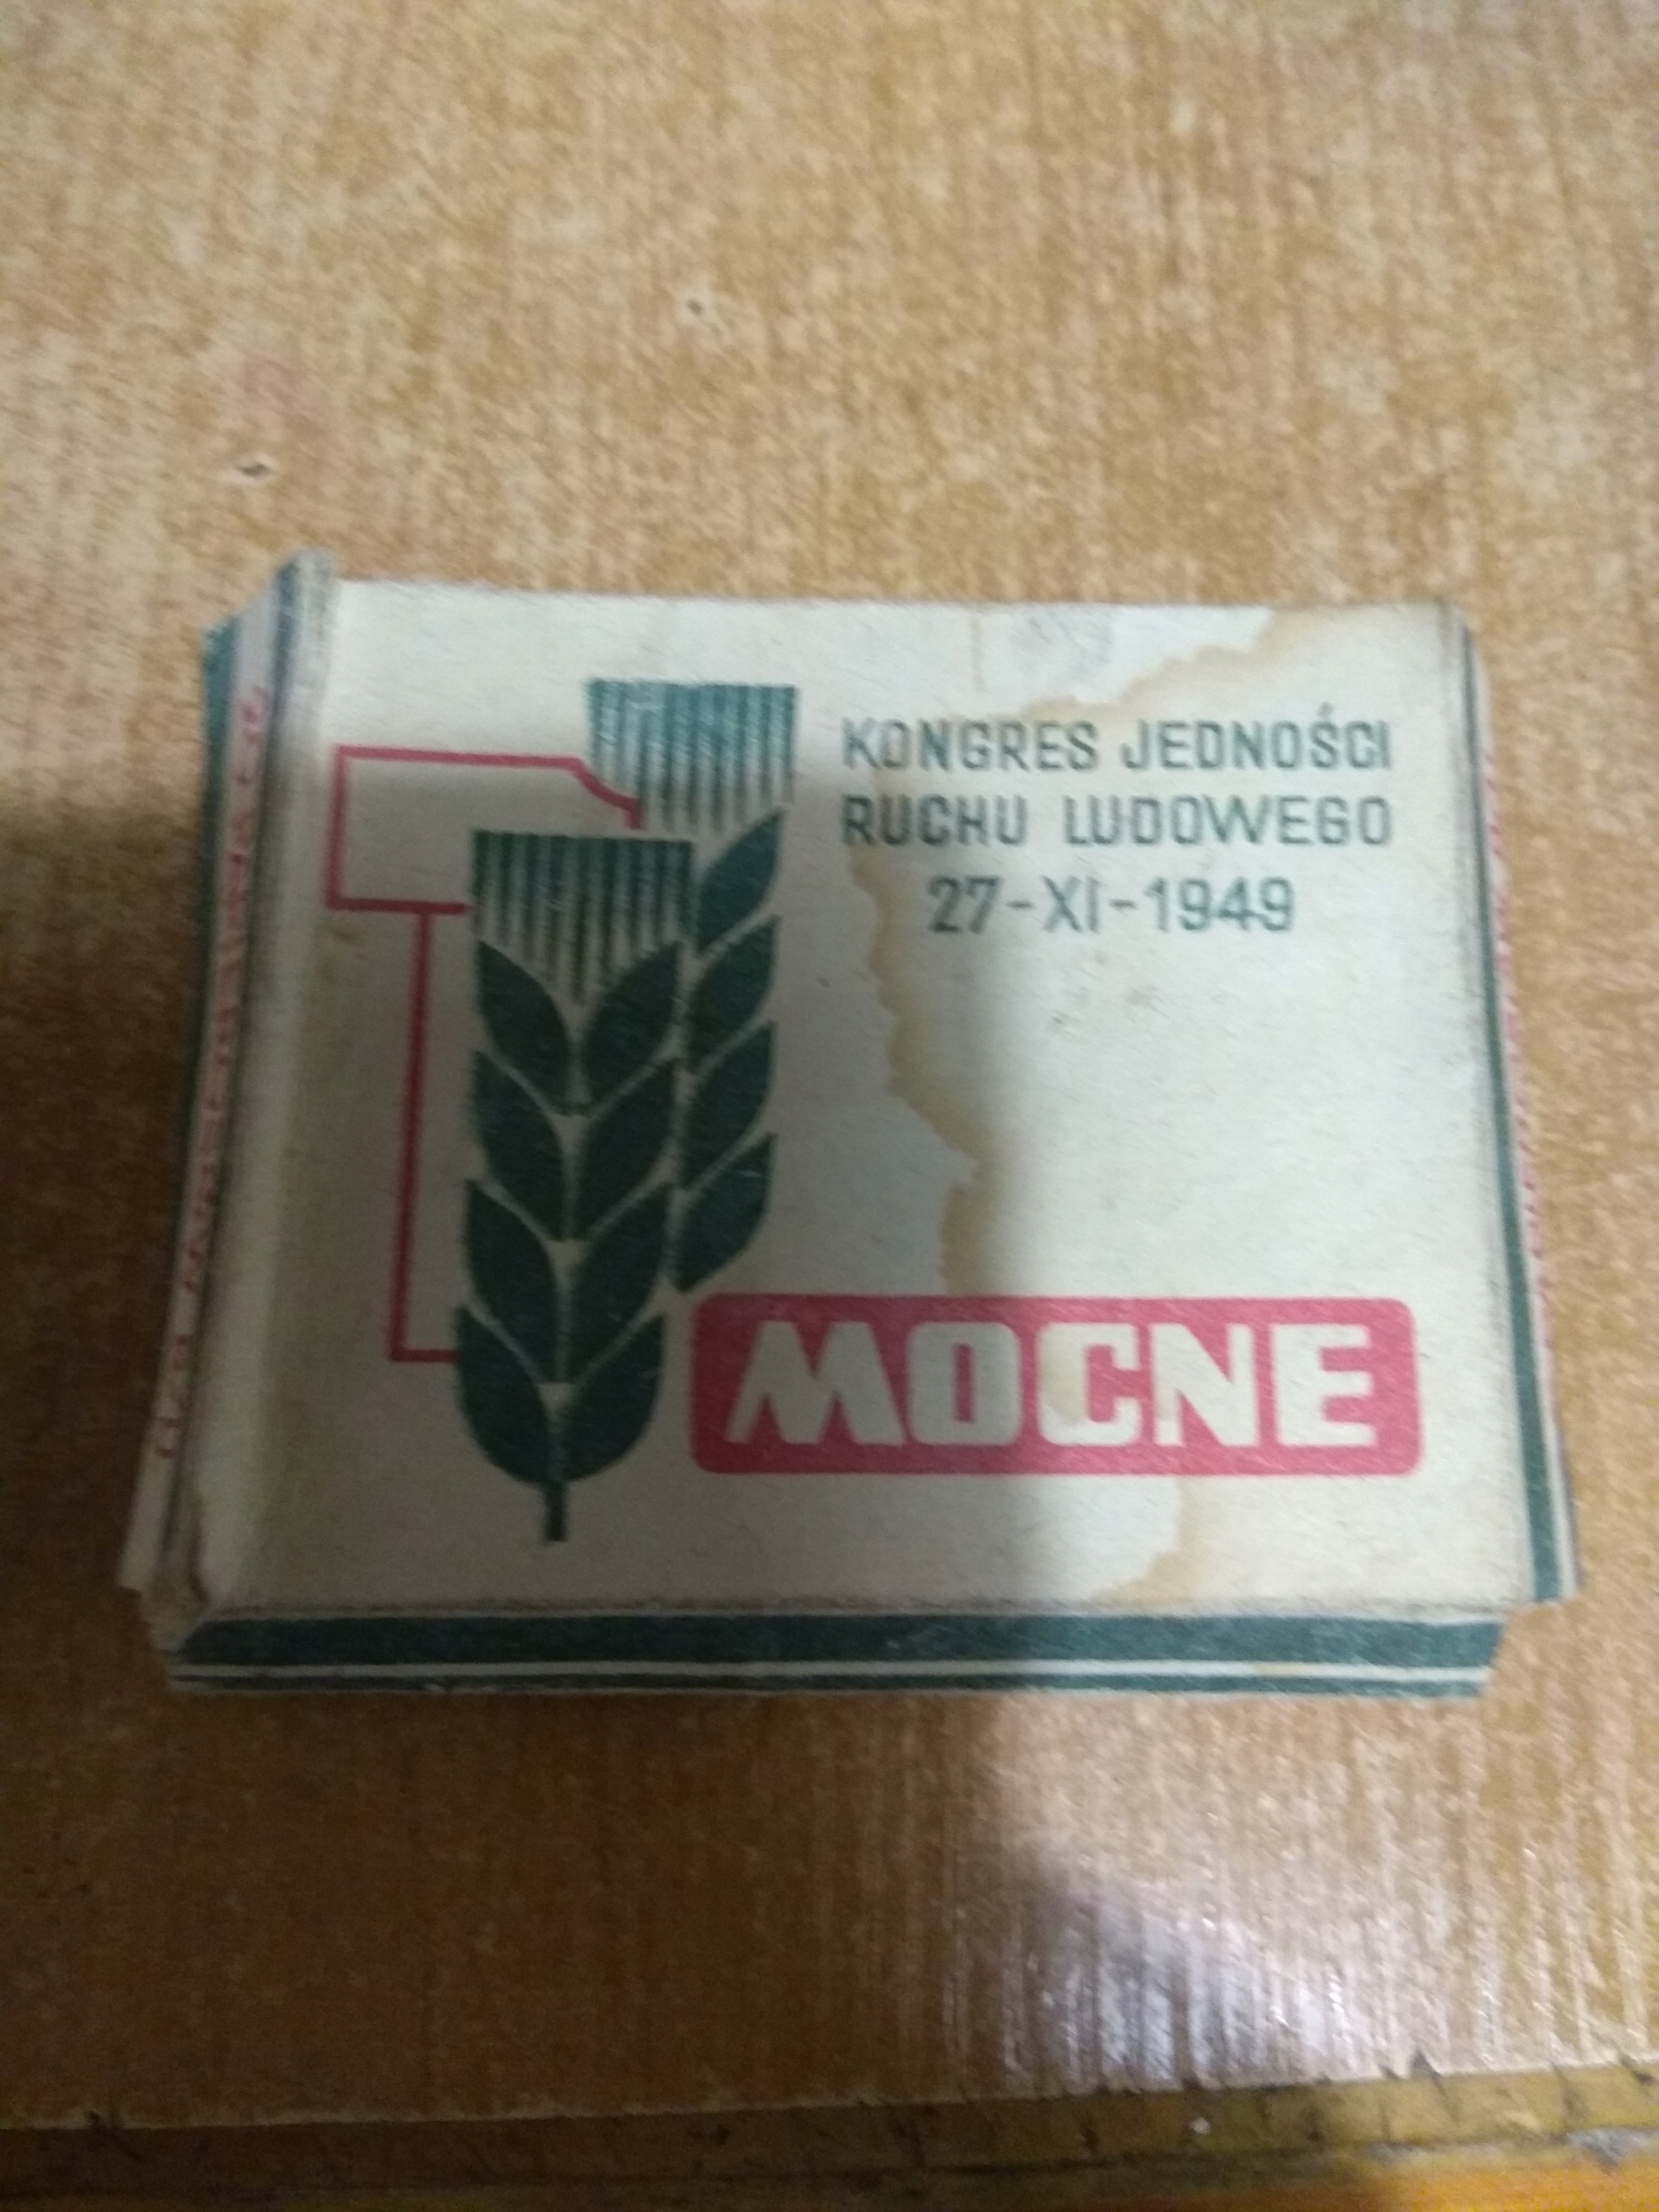 KONGRES JEDNOŚCI
RUCHU LUDOWEGO
27-XI-1949
MOCNE